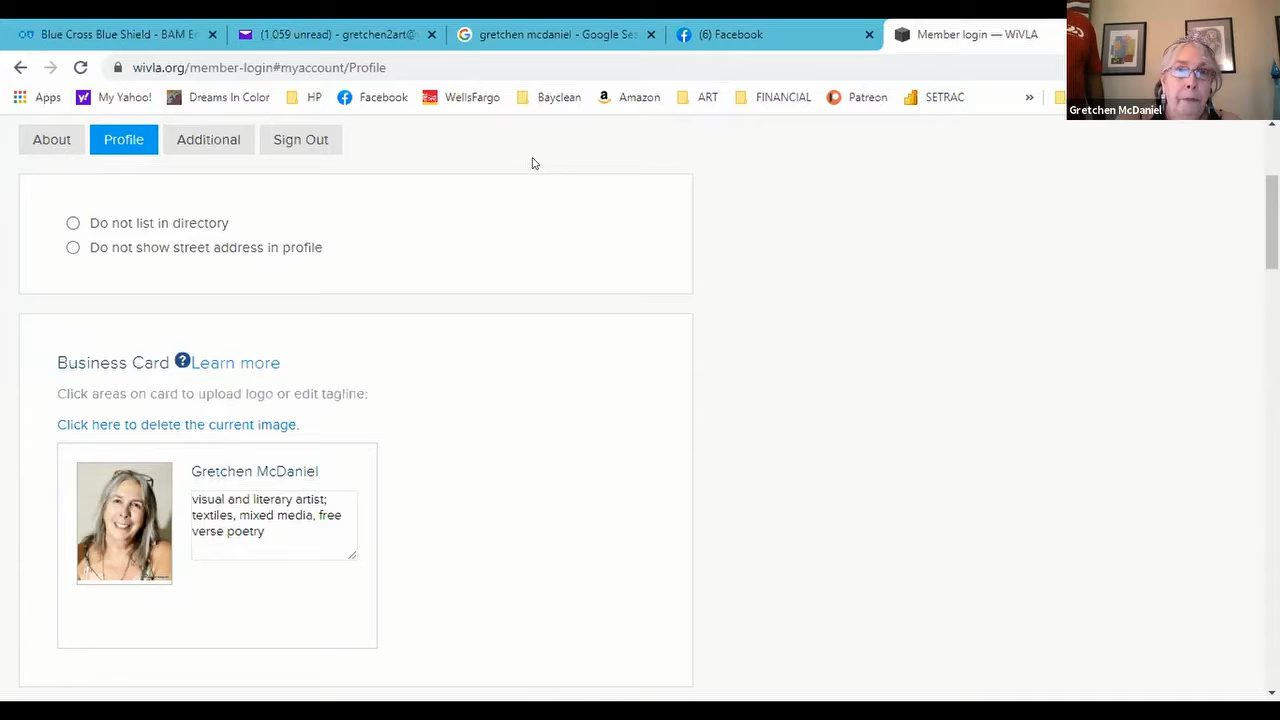 Blue Cross Blue Shield - BAM E
(1,059 unread) - gretchen2art@
gretchen mcdaniel - Google Se
(6) Facebook
Member login — WiVLA
wivla.org/member-login#myaccount/Profile
Apps
My Yahoo!
Dreams In Color
HP
Facebook
WellsFargo
Bayclean
Amazon
ART
FINANCIAL
Patreon
SETRAC
»
Gretchen McDaniel
About
Profile
Additional
Sign Out
Do not list in directory
Do not show street address in profile
Business Card ? Learn more
Click areas on card to upload logo or edit tagline:
Click here to delete the current image.
Gretchen McDaniel
visual and literary artist;
textiles, mixed media, free
verse poetry